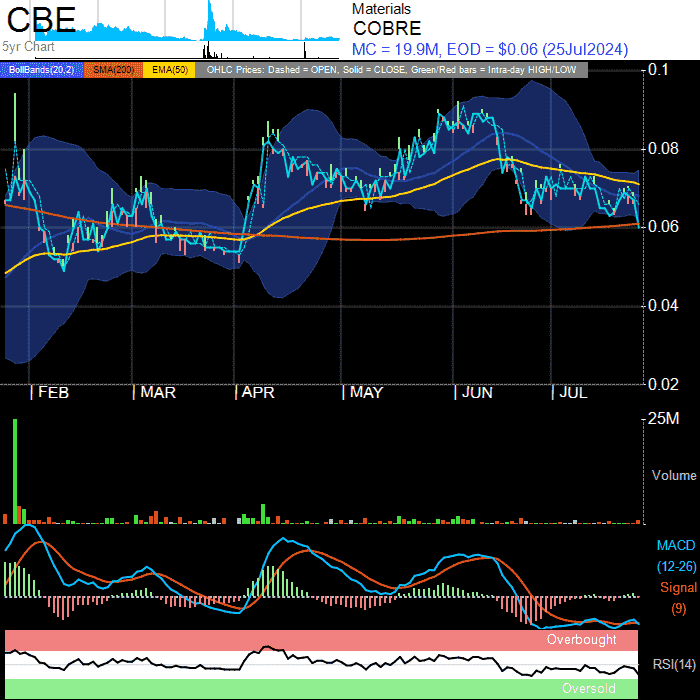 CBE
5yr Chart
Materials
COBRE
MC = 19.9M, EOD = $0.06 (25Jul2024)
BollBands(20,2) SMA(200) EMA(50) OHLC Prices: Dashed = OPEN, Solid = CLOSE, Green/Red bars = Intra-day HIGH/LOW
0.1
0.08
0.06
0.04
0.02
FEB MAR APR MAY JUN JUL
25M
Volume
MACD
(12-26)
Signal
(9)
Overbought
RSI(14)
Oversold